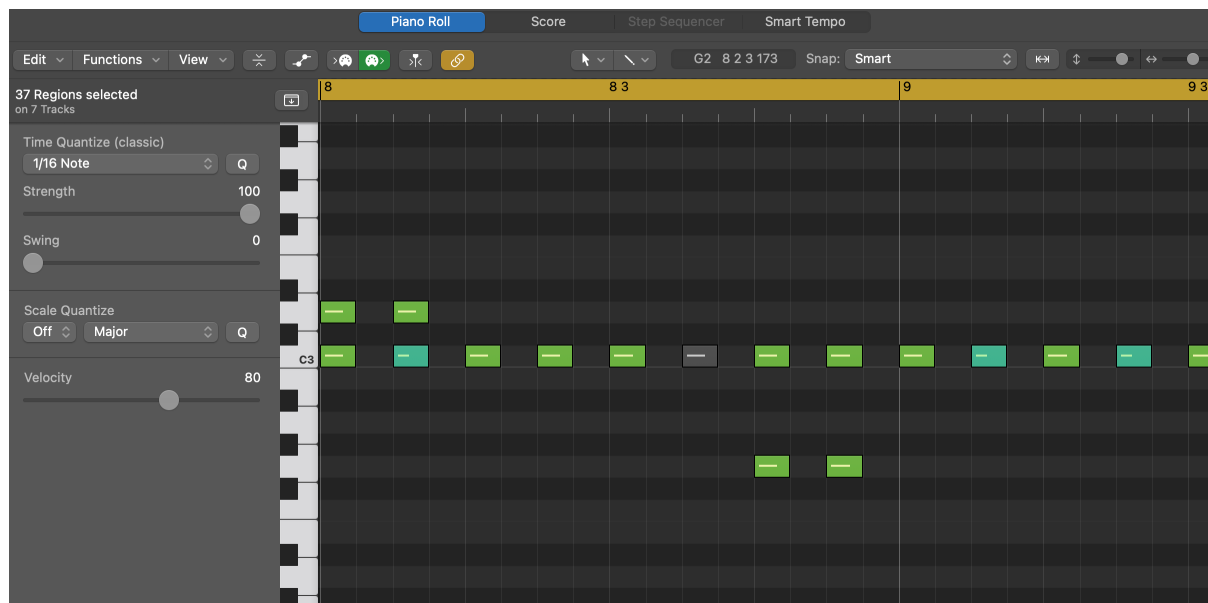 Piano Roll Score Step Sequencer Smart Tempo
Edit Functions View G2 8 2 3 173 Snap: Smart
37 Regions selected
on 7 Tracks
8 8 3 9 9 3
Time Quantize (classic)
1/16 Note Q
Strength 100
Swing 0
Scale Quantize
Off Major Q
C3
Velocity 80